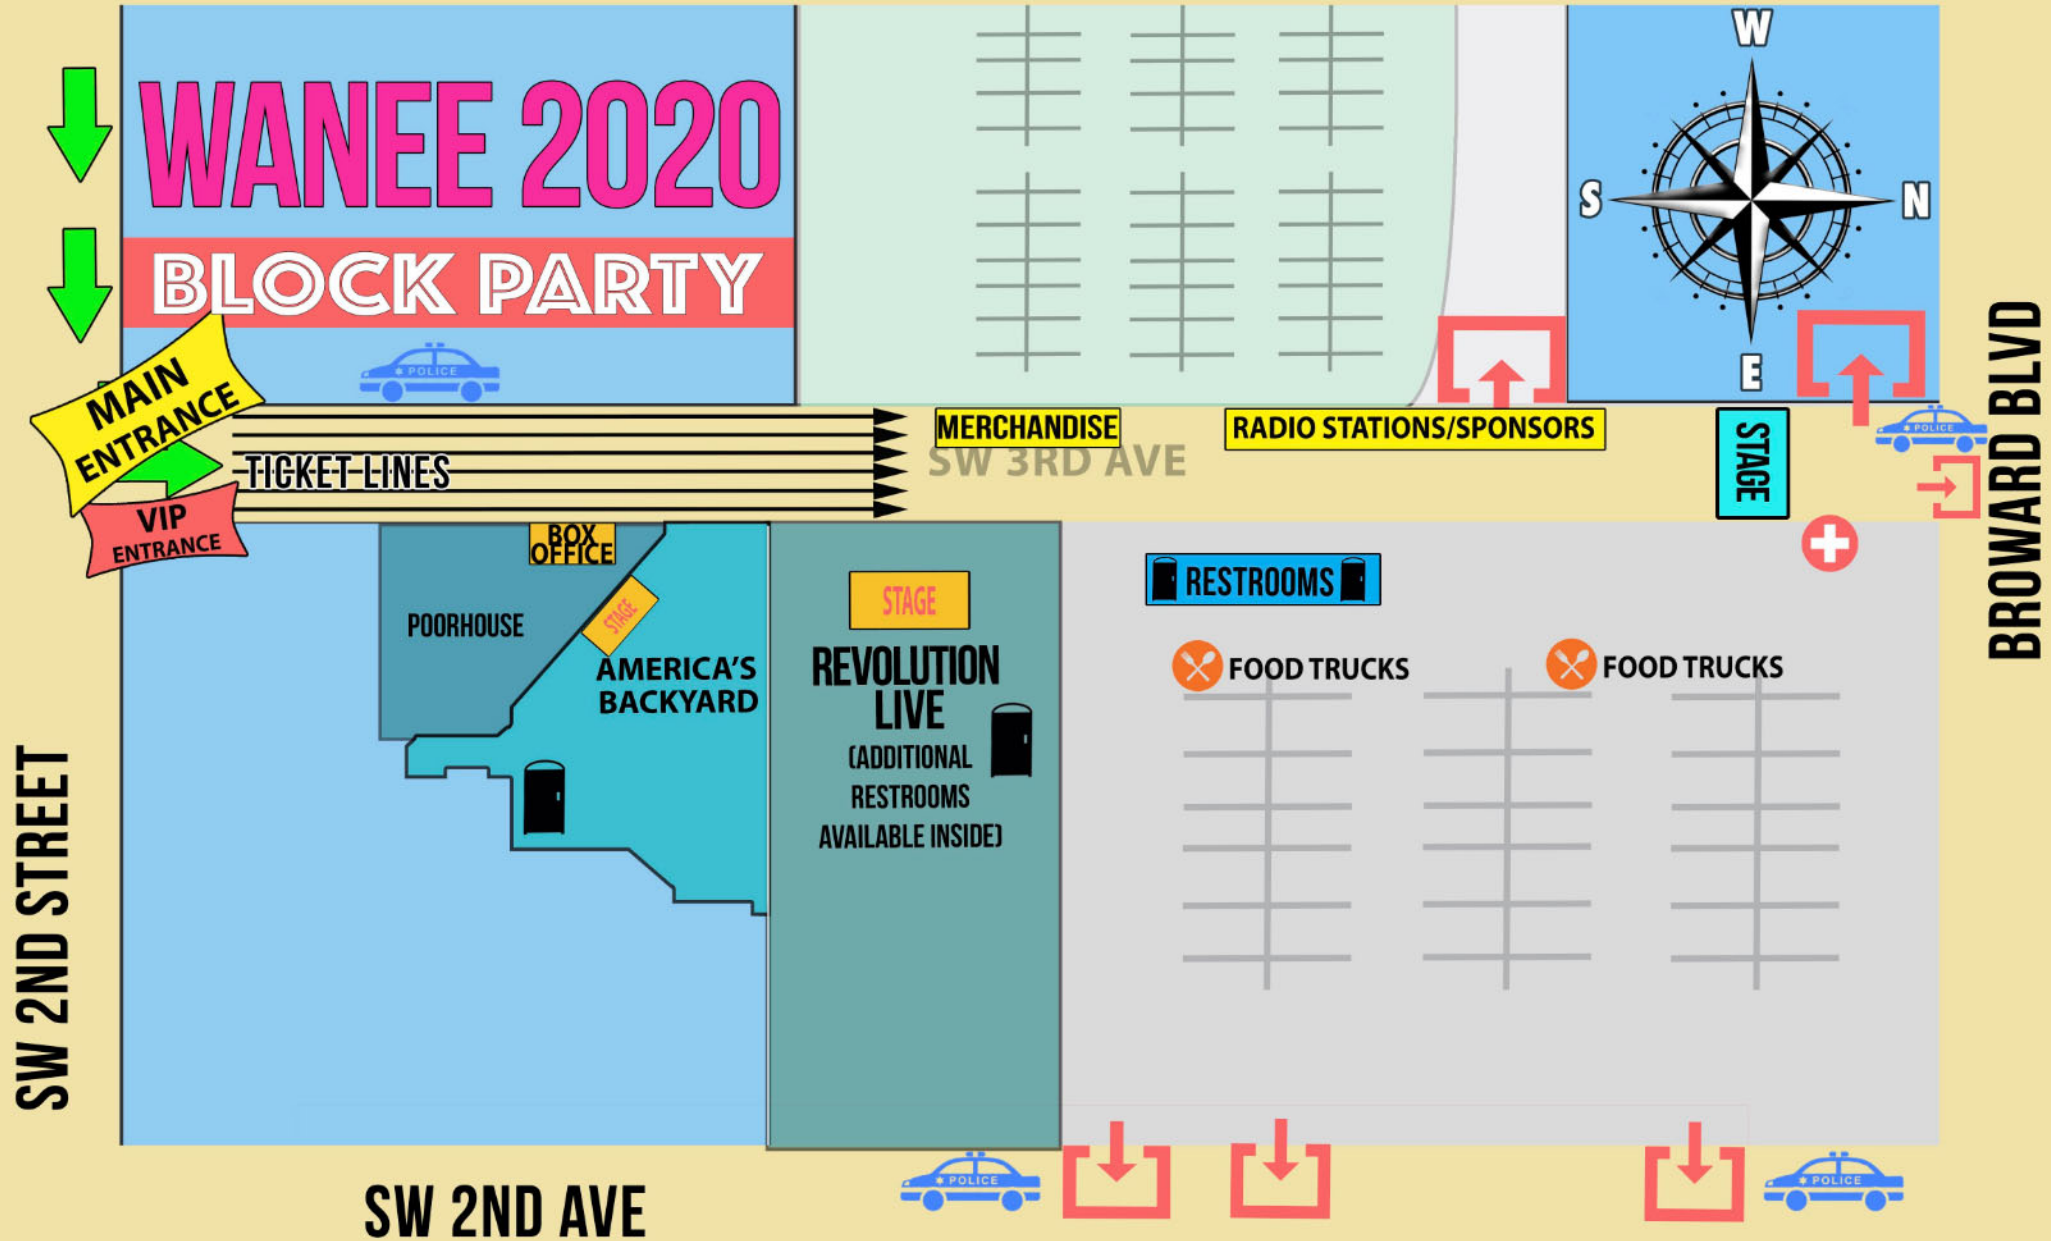 WANEE 2020
BLOCK PARTY
POLICE
W
S
N
E
MAIN
ENTRANCE
VIP
ENTRANCE
TICKET LINES
MERCHANDISE
RADIO STATIONS/SPONSORS
SW 3RD AVE
STAGE
POLICE
BROWARD BLVD
BOX
OFFICE
POORHOUSE
STAGE
AMERICA'S
BACKYARD
STAGE
REVOLUTION
LIVE
(ADDITIONAL
RESTROOMS
AVAILABLE INSIDE)
RESTROOMS
FOOD TRUCKS
FOOD TRUCKS
SW 2ND STREET
SW 2ND AVE
POLICE
POLICE